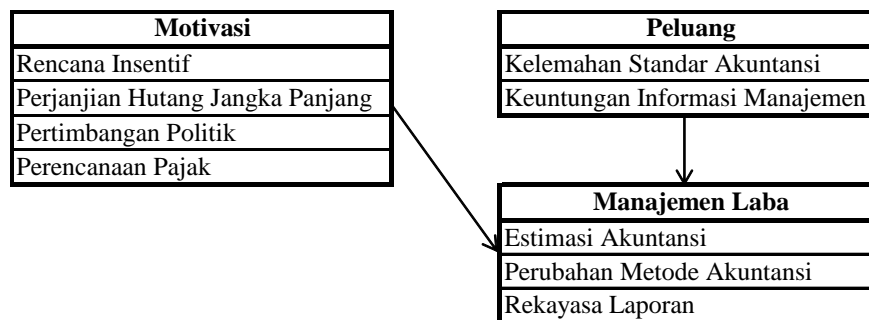 Motivasi
Rencana Insentif
Perjanjian Hutang Jangka Panjang
Pertimbangan Politik
Perencanaan Pajak
Peluang
Kelemahan Standar Akuntansi
Keuntungan Informasi Manajemen
Manajemen Laba
Estimasi Akuntansi
Perubahan Metode Akuntansi
Rekayasa Laporan